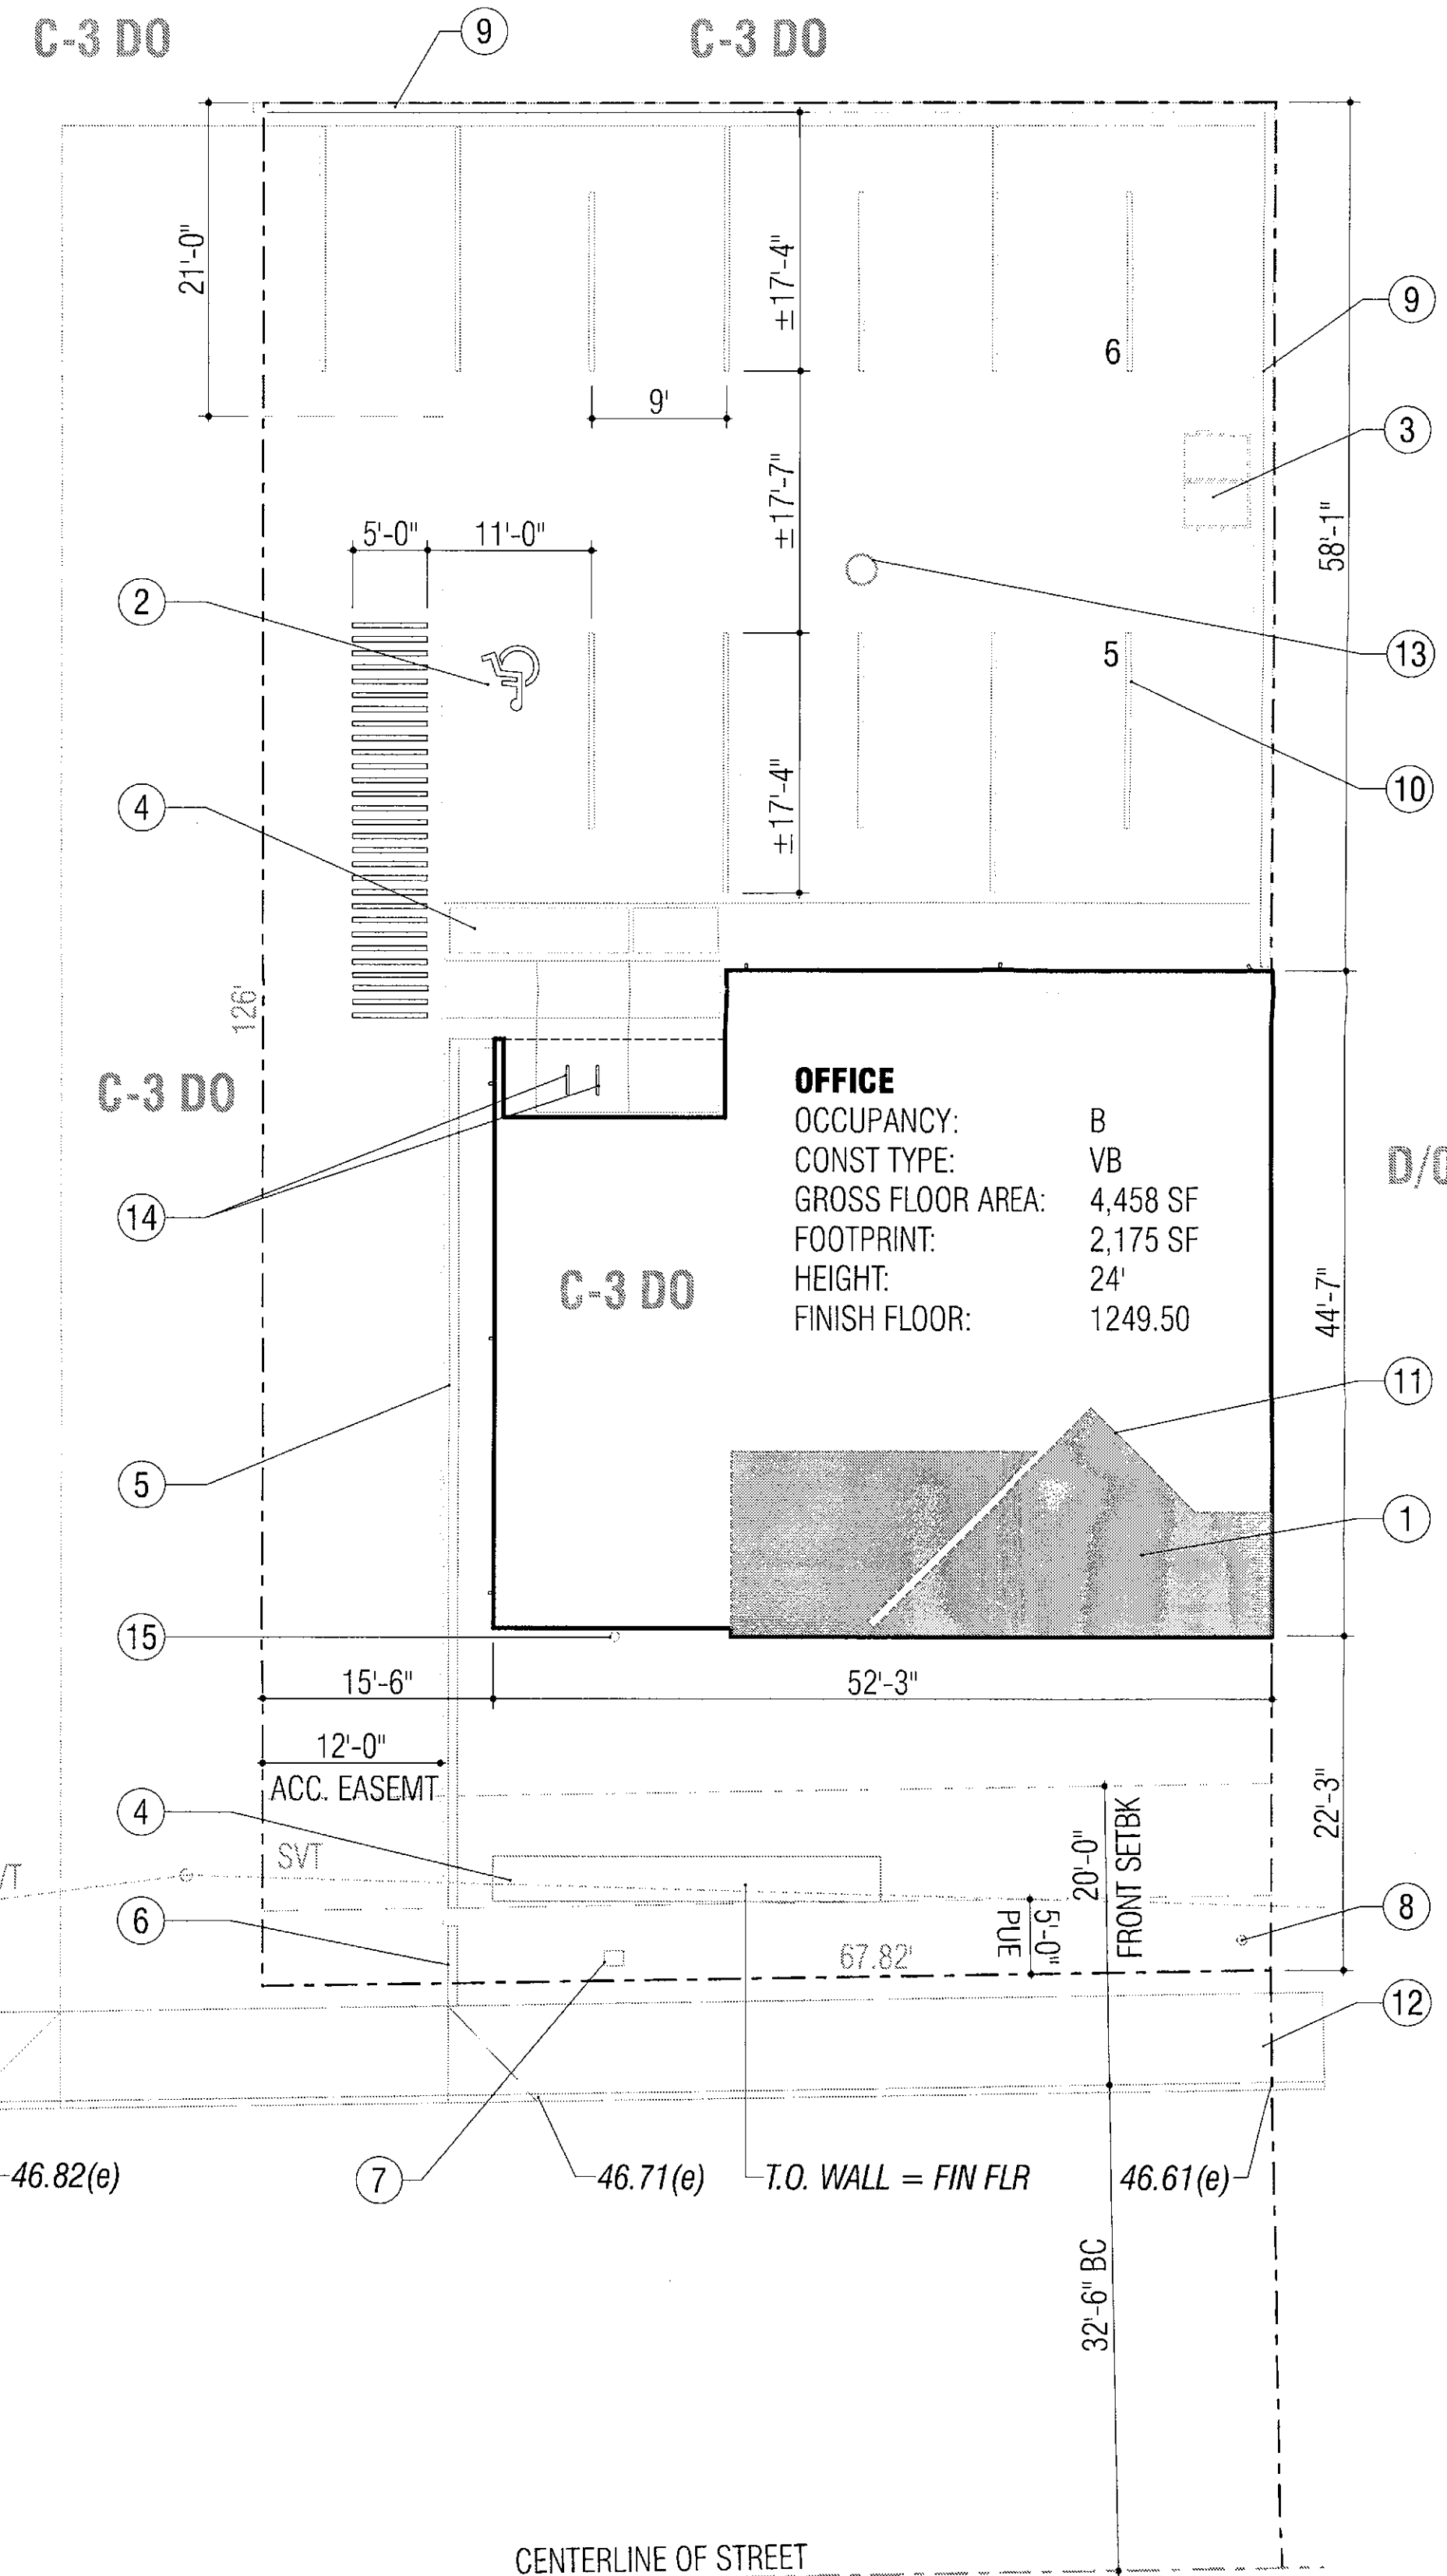 C-3 DO
9
C-3 DO
21'-0"
±17'-4"
9
6
9'
3
±17'-7"
58'-1"
5'-0"
11'-0"
2
5
13
±17'-4"
10
4
126'
C-3 DO
OFFICE
OCCUPANCY: B
CONST TYPE: VB
GROSS FLOOR AREA: 4,458 SF
FOOTPRINT: 2,175 SF
HEIGHT: 24'
FINISH FLOOR: 1249.50
14
C-3 DO
44'-7"
11
5
1
15
15'-6"
52'-3"
12'-0"
ACC. EASEMT
4
22'-3"
20'-0"
FRONT SETBK
SVT
6
5'-0"
PUE
8
67.82'
12
46.82(e)
7
46.71(e)
T.O. WALL = FIN FLR
46.61(e)
32'-6" BC
CENTERLINE OF STREET